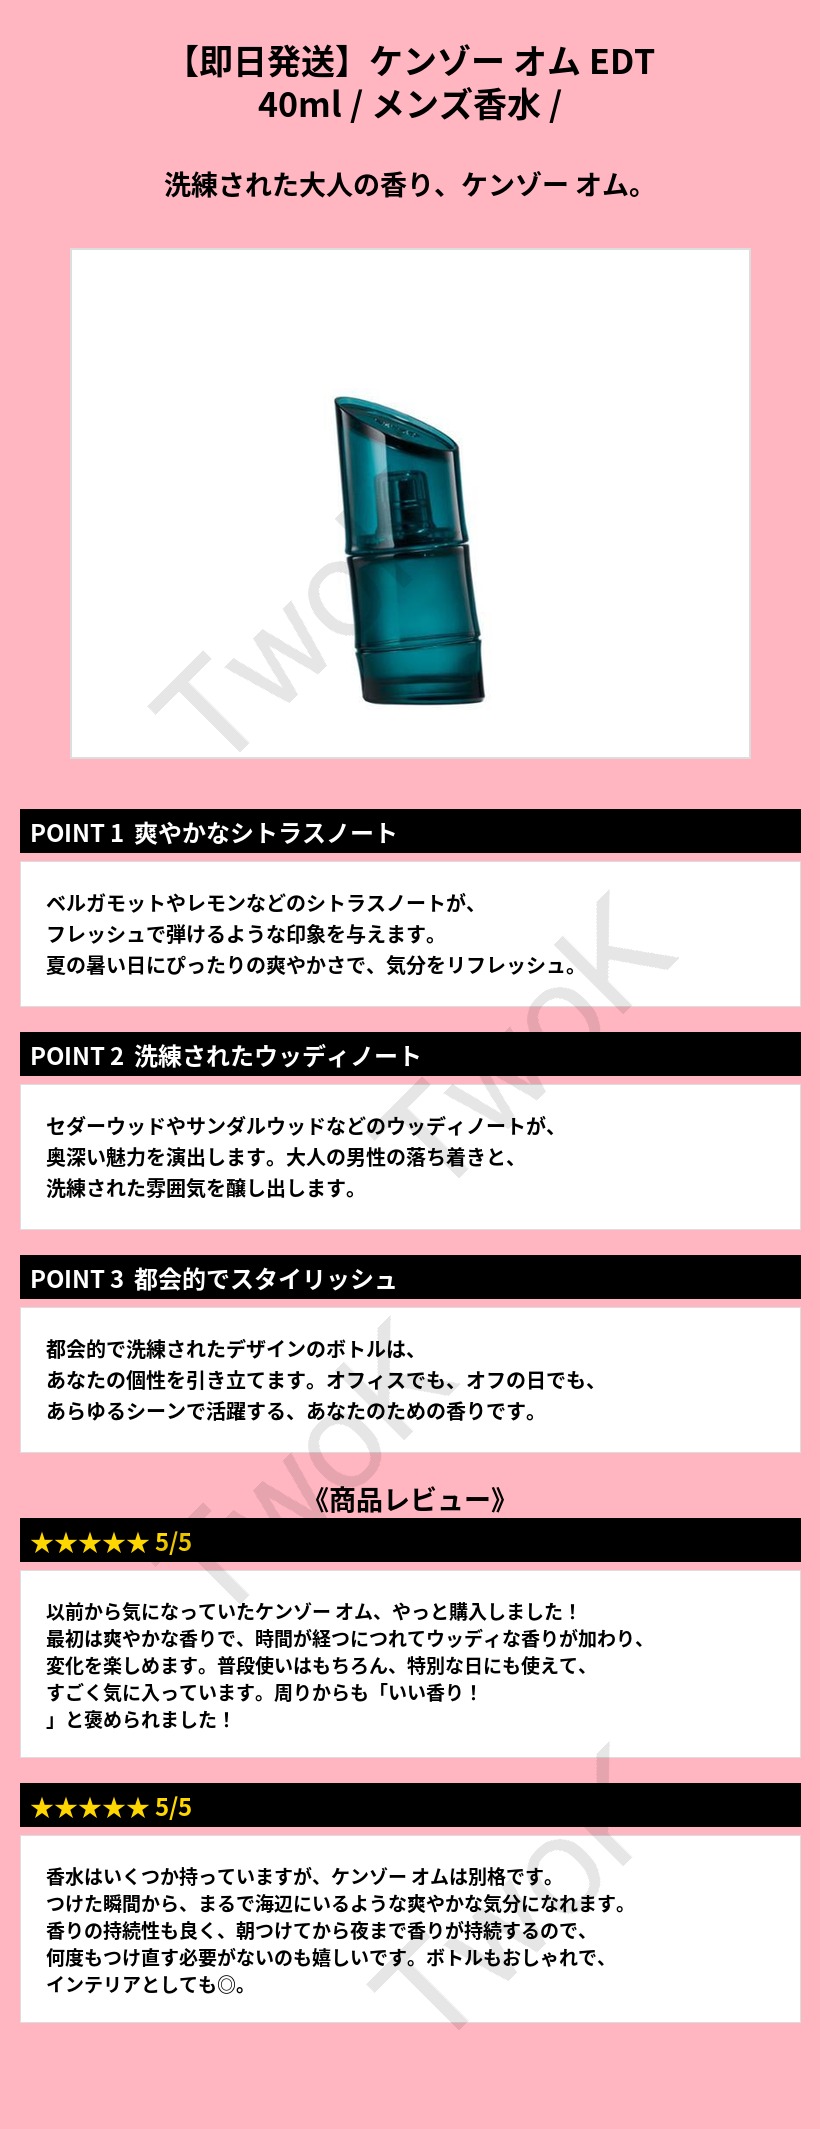 【即日発送】ケンゾー オム EDT
40ml / メンズ香水 /
洗練された大人の香り、ケンゾー オム。
TwoK
POINT 1 爽やかなシトラスノート
ベルガモットやレモンなどのシトラスノートが、
フレッシュで弾けるような印象を与えます。
夏の暑い日にぴったりの爽やかさで、気分をリフレッシュ。
TwoK
POINT 2 洗練されたウッディノート
セダーウッドやサンダルウッドなどのウッディノートが、
奥深い魅力を演出します。大人の男性の落ち着きと、
洗練された雰囲気を醸し出します。
POINT 3 都会的でスタイリッシュ
都会的で洗練されたデザインのボトルは、
あなたの個性を引き立てます。オフィスでも、オフの日でも、
あらゆるシーンで活躍する、あなたのための香りです。
TwoK
《商品レビュー》
★★★★★ 5/5
以前から気になっていたケンゾー オム、やっと購入しました！
最初は爽やかな香りで、時間が経つにつれてウッディな香りが加わり、
変化を楽しめます。普段使いはもちろん、特別な日にも使えて、
すごく気に入っています。周りからも「いい香り！
」と褒められました！
★★★★★ 5/5
香水はいくつか持っていますが、ケンゾー オムは別格です。
つけた瞬間から、まるで海辺にいるような爽やかな気分になれます。
香りの持続性も良く、朝つけてから夜まで香りが持続するので、
何度もつけ直す必要がないのも嬉しいです。ボトルもおしゃれで、
インテリアとしても◎。
TwoK